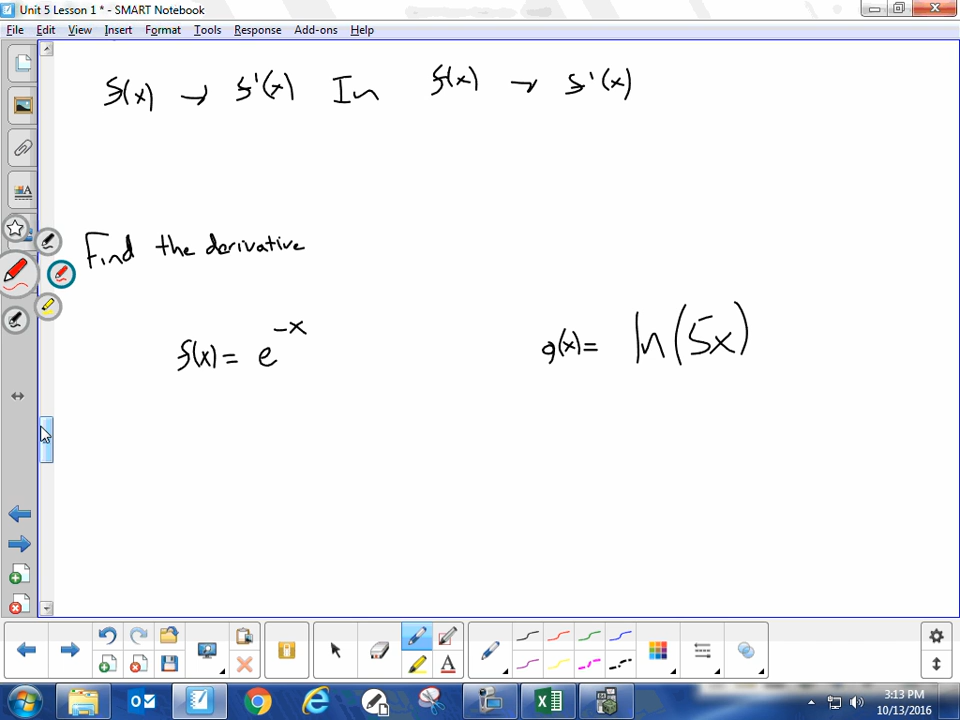 Unit 5 Lesson 1 * - SMART Notebook
File Edit View Insert Format Tools Response Add-ons Help
f(x) → f'(x) In f(x) → f'(x)
Find the derivative
f(x) = e^-x g(x) = ln(5x)
A
3:13 PM
10/13/2016